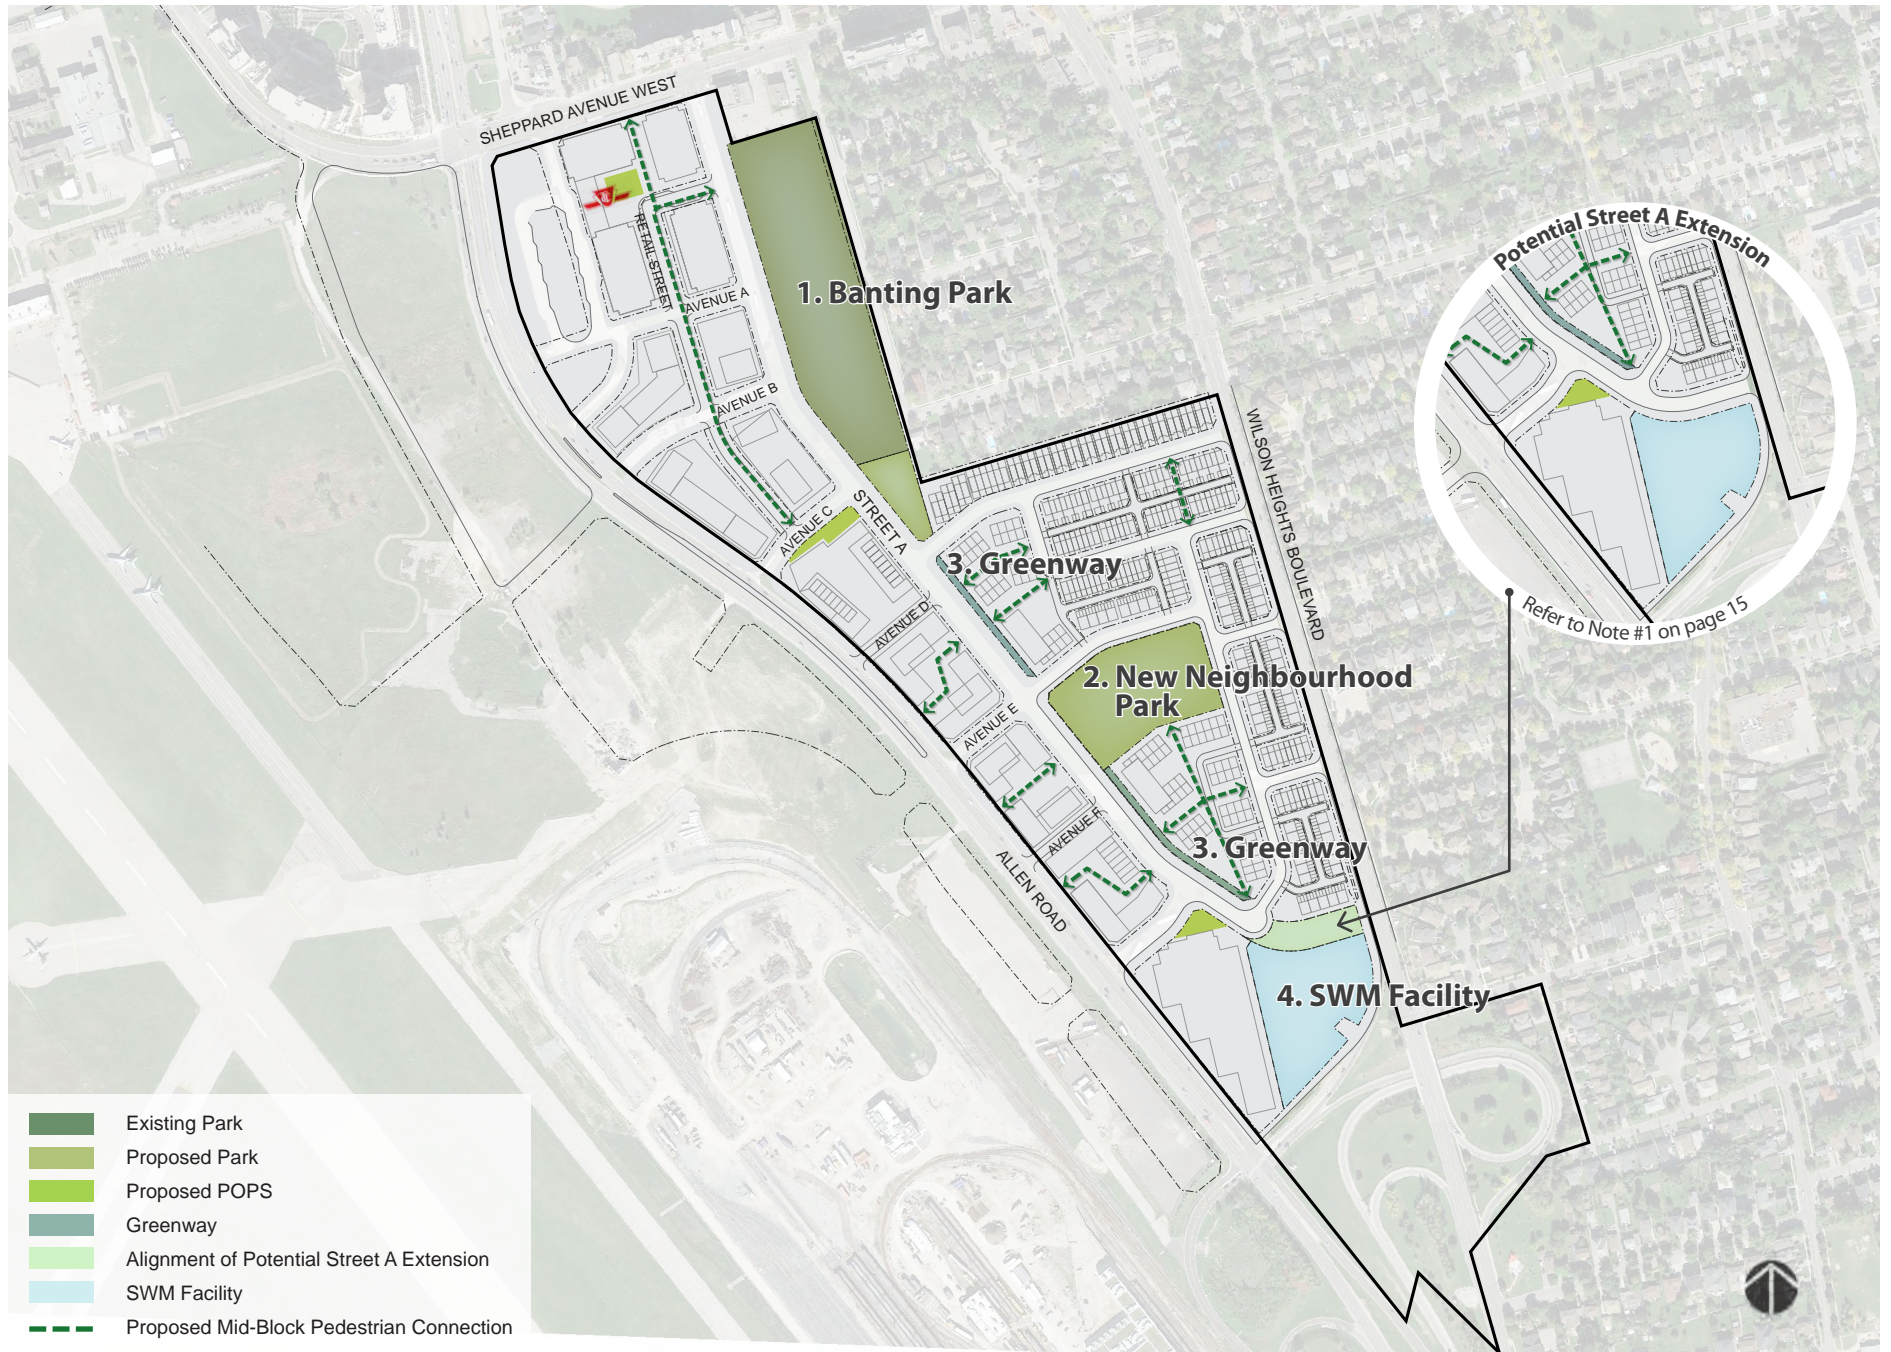 SHEPPARD AVENUE WEST
RETAIL STREET
AVENUE A
1. Banting Park
AVENUE B
STREET A
AVENUE C
WILSON HEIGHTS BOULEVARD
3. Greenway
AVENUE D
2. New Neighbourhood
Park
AVENUE E
AVENUE F
3. Greenway
ALLEN ROAD
4. SWM Facility
Potential Street A Extension
Refer to Note #1 on page 15
Existing Park
Proposed Park
Proposed POPS
Greenway
Alignment of Potential Street A Extension
SWM Facility
Proposed Mid-Block Pedestrian Connection